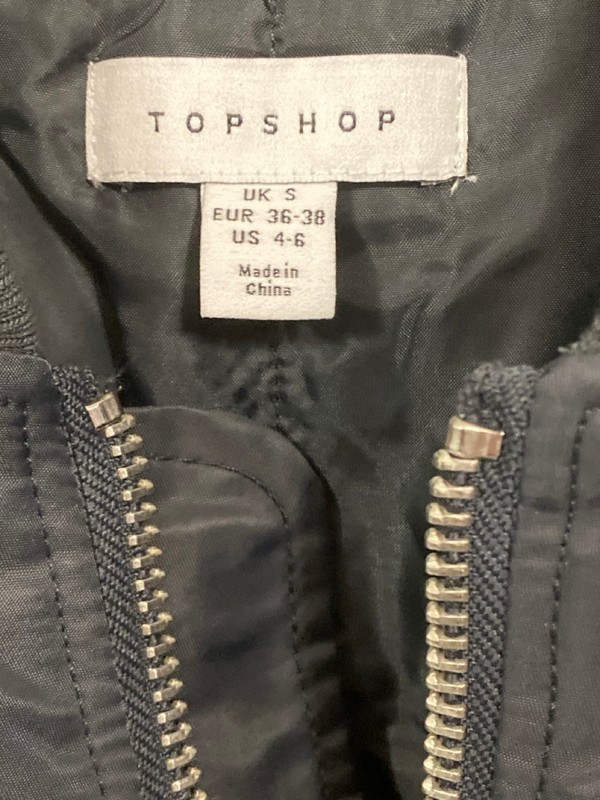 TOPSHOP
UK S
EUR 36-38
US 4-6
Made in
China